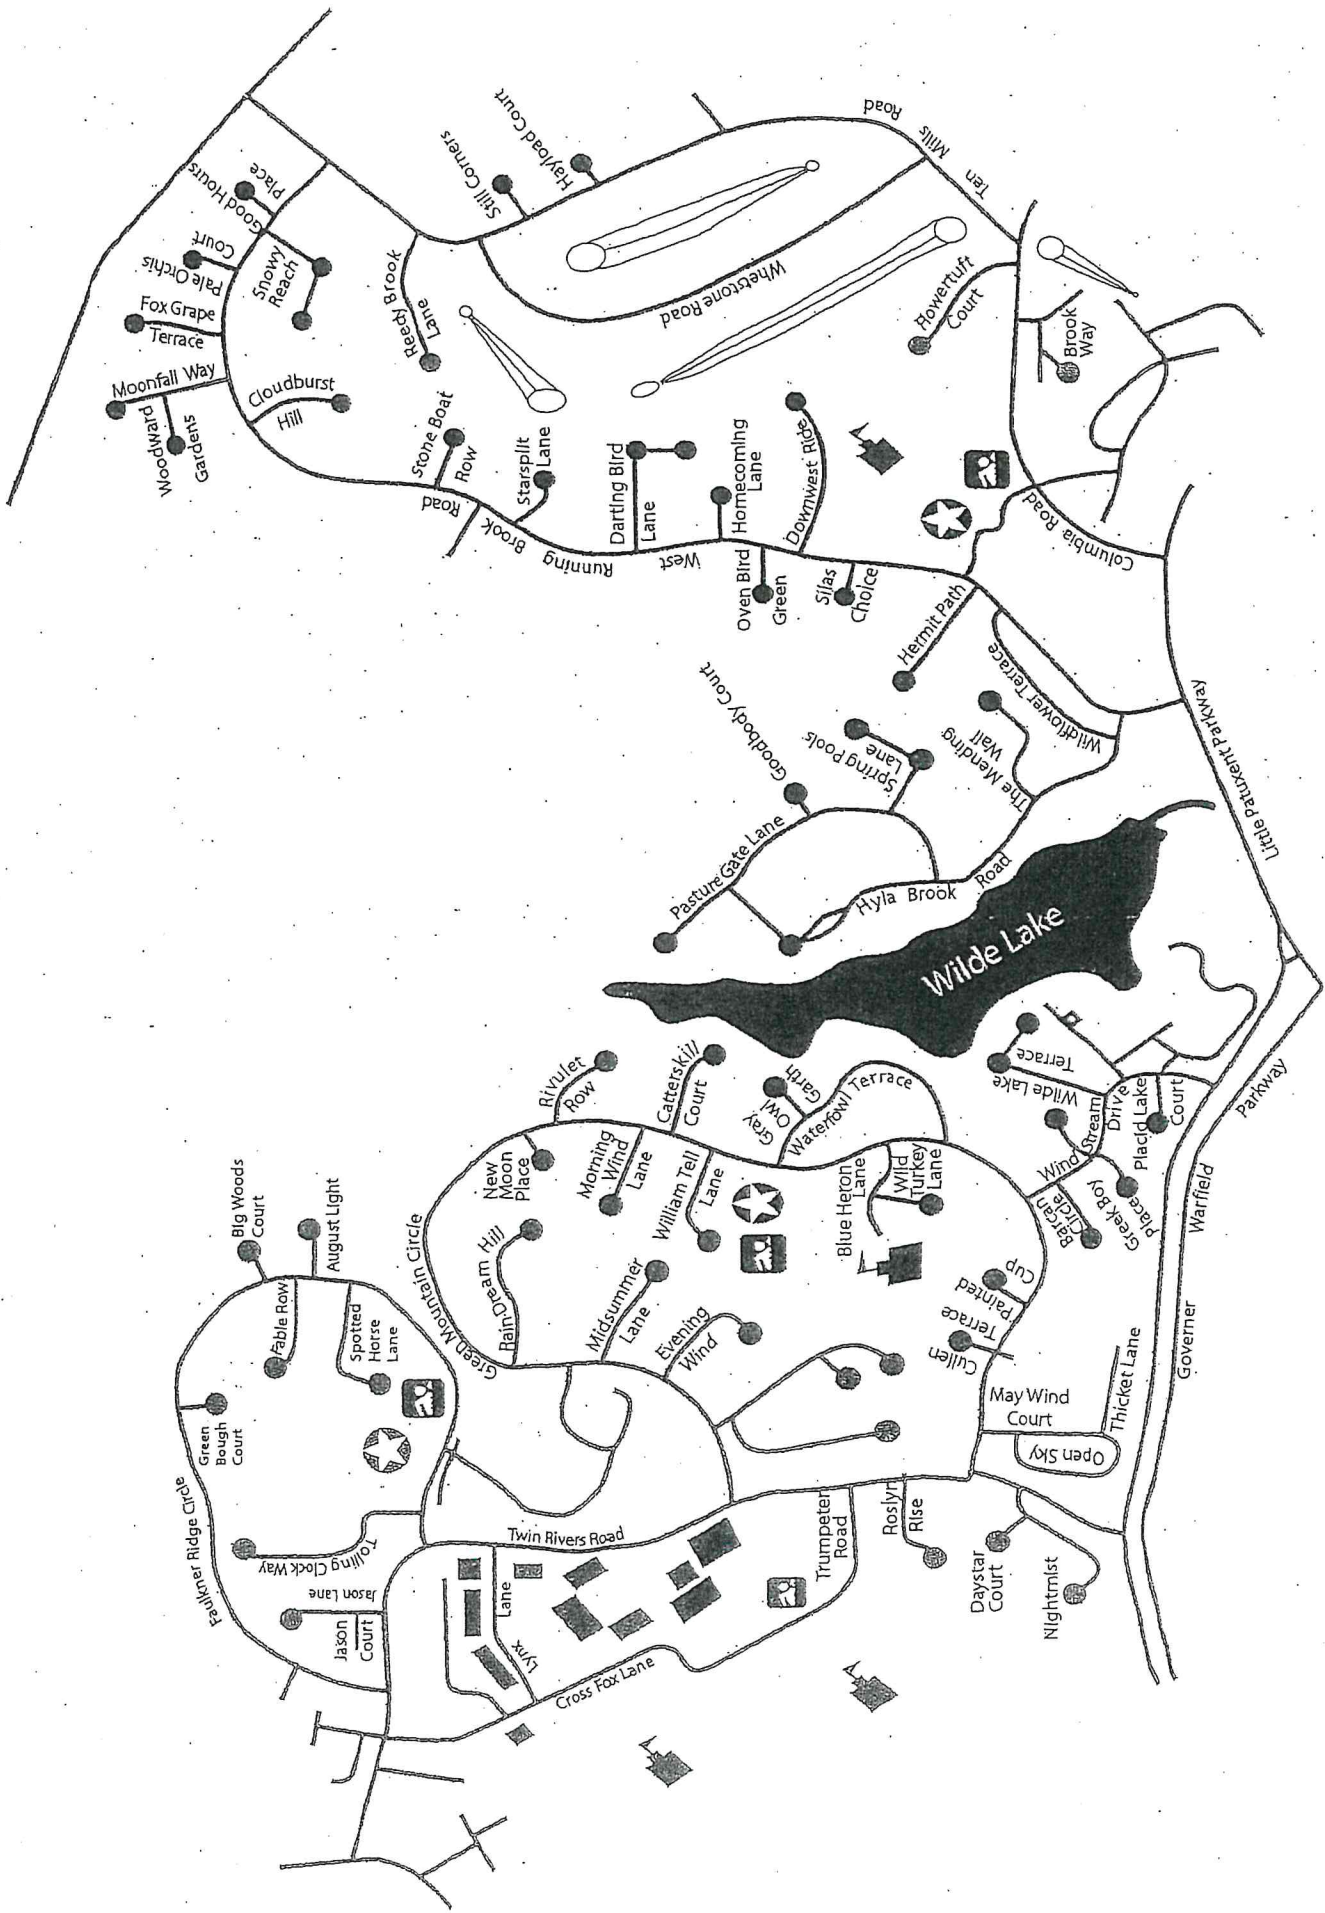 Road
Mills
Ten
Hayload Court
Still Corners
Good Hours
Place
Pale Orchis
Court
Snowy
Reach
Fox Grape
Terrace
Moonfall Way
Woodward
Gardens
Cloudburst
Hill
Reedy Brook
Lane
Whetstone Road
Flowertuft
Court
Brook
Way
Stone Boat
Row
Starsplit
Lane
Darting Bird
Lane
Homecoming
Lane
Downwest Ride
Road
Brook
Running
West
Oven Bird
Green
Silas
Choice
Hermit Path
Columbia Road
Wildflower Terrace
The Mending
Wall
Spring Pools
Lane
Goodbody Court
Pasture Gate Lane
Hyla Brook Road
Little Patuxent Parkway
Wilde Lake
Rivulet
Row
Catterskill
Court
Gray
Owl
Garth
Waterfowl Terrace
Wilde Lake
Terrace
Wind
Stream
Drive
Placid Lake
Court
Parkway
Warfield
Governer
New
Moon
Place
Morning
Wind
Lane
William Tell
Lane
Blue Heron
Lane
Wild
Turkey
Lane
Barcan
Circle
Greek Boy
Place
Big Woods
Court
August Light
Fable Row
Spotted
Horse
Lane
Green Mountain Circle
Rain Dream Hill
Midsummer
Lane
Evening
Wind
Painted
Cup
Cullen
Terrace
May Wind
Court
Thicket Lane
Open Sky
Green
Bough
Court
Faulkner Ridge Circle
Tolling Clock Way
Jason Lane
Jason
Court
Twin Rivers Road
Lynx
Lane
Cross Fox Lane
Trumpeter
Road
Roslyn
Rise
Daystar
Court
Nightmist